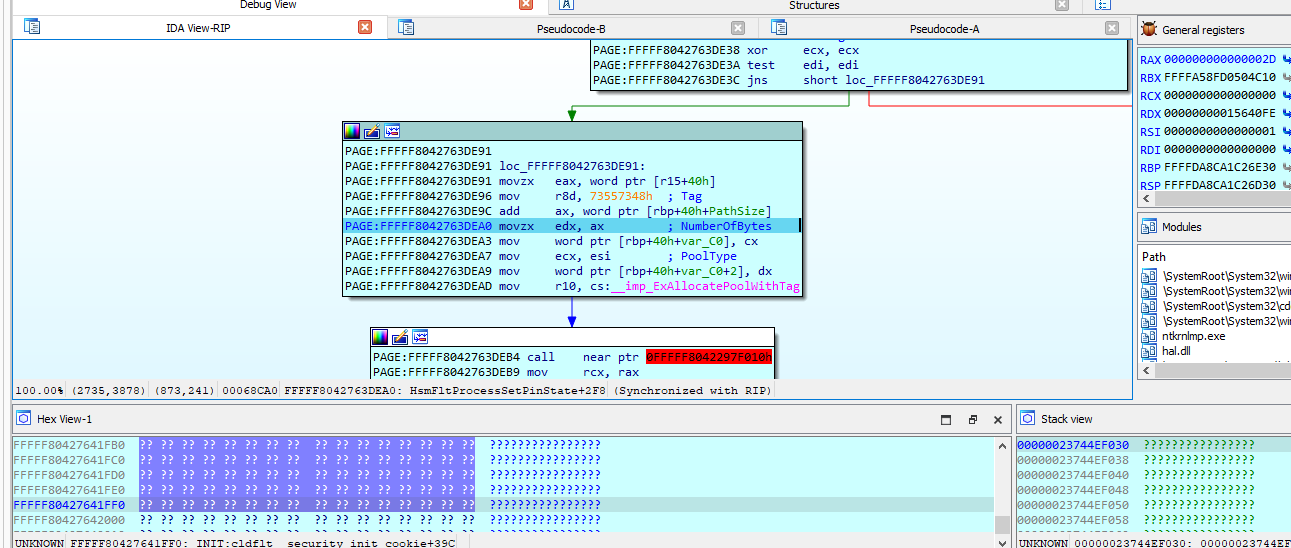 Debug View
Structures
IDA View-RIP
Pseudocode-B
Pseudocode-A
General registers
PAGE:FFFFF8042763DE38 xor ecx, ecx
PAGE:FFFFF8042763DE3A test edi, edi
PAGE:FFFFF8042763DE3C jns short loc_FFFFF8042763DE91
PAGE:FFFFF8042763DE91
PAGE:FFFFF8042763DE91 loc_FFFFF8042763DE91:
PAGE:FFFFF8042763DE91 movzx eax, word ptr [r15+40h]
PAGE:FFFFF8042763DE96 mov r8d, 73557348h ; Tag
PAGE:FFFFF8042763DE9C add ax, word ptr [rbp+40h+PathSize]
PAGE:FFFFF8042763DEA0 movzx edx, ax ; NumberOfBytes
PAGE:FFFFF8042763DEA3 mov word ptr [rbp+40h+var_C0], cx
PAGE:FFFFF8042763DEA7 mov ecx, esi ; PoolType
PAGE:FFFFF8042763DEA9 mov word ptr [rbp+40h+var_C0+2], dx
PAGE:FFFFF8042763DEAD mov r10, cs:__imp_ExAllocatePoolWithTag
PAGE:FFFFF8042763DEB4 call near ptr 0FFFFF8042297F010h
PAGE:FFFFF8042763DEB9 mov rcx, rax
100.00% (2735,3878) (873,241) 00068CA0 FFFFF8042763DEA0: HsmFltProcessSetPinState+2F8 (Synchronized with RIP)
RAX 000000000000002D
RBX FFFFA58FD0504C10
RCX 0000000000000000
RDX 00000000015640FE
RSI 0000000000000001
RDI 0000000000000000
RBP FFFFDA8CA1C26E30
RSP FFFFDA8CA1C26D30
Modules
Path
\SystemRoot\System32\win
\SystemRoot\System32\win
\SystemRoot\System32\cd
\SystemRoot\System32\win
ntkrnlmp.exe
hal.dll
Hex View-1
FFFFF80427641FB0 ?? ?? ?? ?? ?? ?? ?? ?? ?? ?? ?? ?? ?? ?? ?? ?? ????????????????
FFFFF80427641FC0 ?? ?? ?? ?? ?? ?? ?? ?? ?? ?? ?? ?? ?? ?? ?? ?? ????????????????
FFFFF80427641FD0 ?? ?? ?? ?? ?? ?? ?? ?? ?? ?? ?? ?? ?? ?? ?? ?? ????????????????
FFFFF80427641FE0 ?? ?? ?? ?? ?? ?? ?? ?? ?? ?? ?? ?? ?? ?? ?? ?? ????????????????
FFFFF80427641FF0 ?? ?? ?? ?? ?? ?? ?? ?? ?? ?? ?? ?? ?? ?? ?? ?? ????????????????
FFFFF80427642000 ?? ?? ?? ?? ?? ?? ?? ?? ?? ?? ?? ?? ?? ?? ?? ?? ????????????????
UNKNOWN FFFFF80427641FF0: INIT:cldflt__security_init_cookie+39C
Stack view
00000023744EF030 ????????????????
00000023744EF038 ????????????????
00000023744EF040 ????????????????
00000023744EF048 ????????????????
00000023744EF050 ????????????????
00000023744EF058 ????????????????
UNKNOWN 00000023744EF030: 00000023744EF